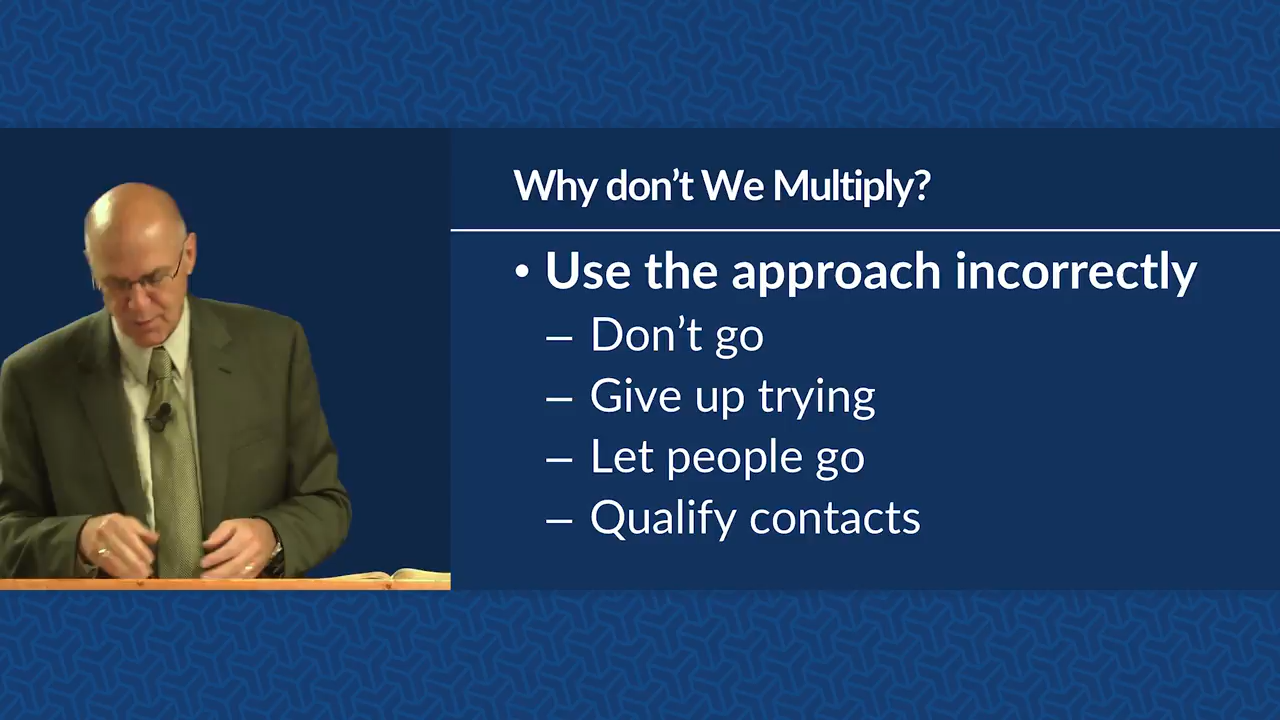 Why don’t We Multiply?
• Use the approach incorrectly
– Don’t go
– Give up trying
– Let people go
– Qualify contacts